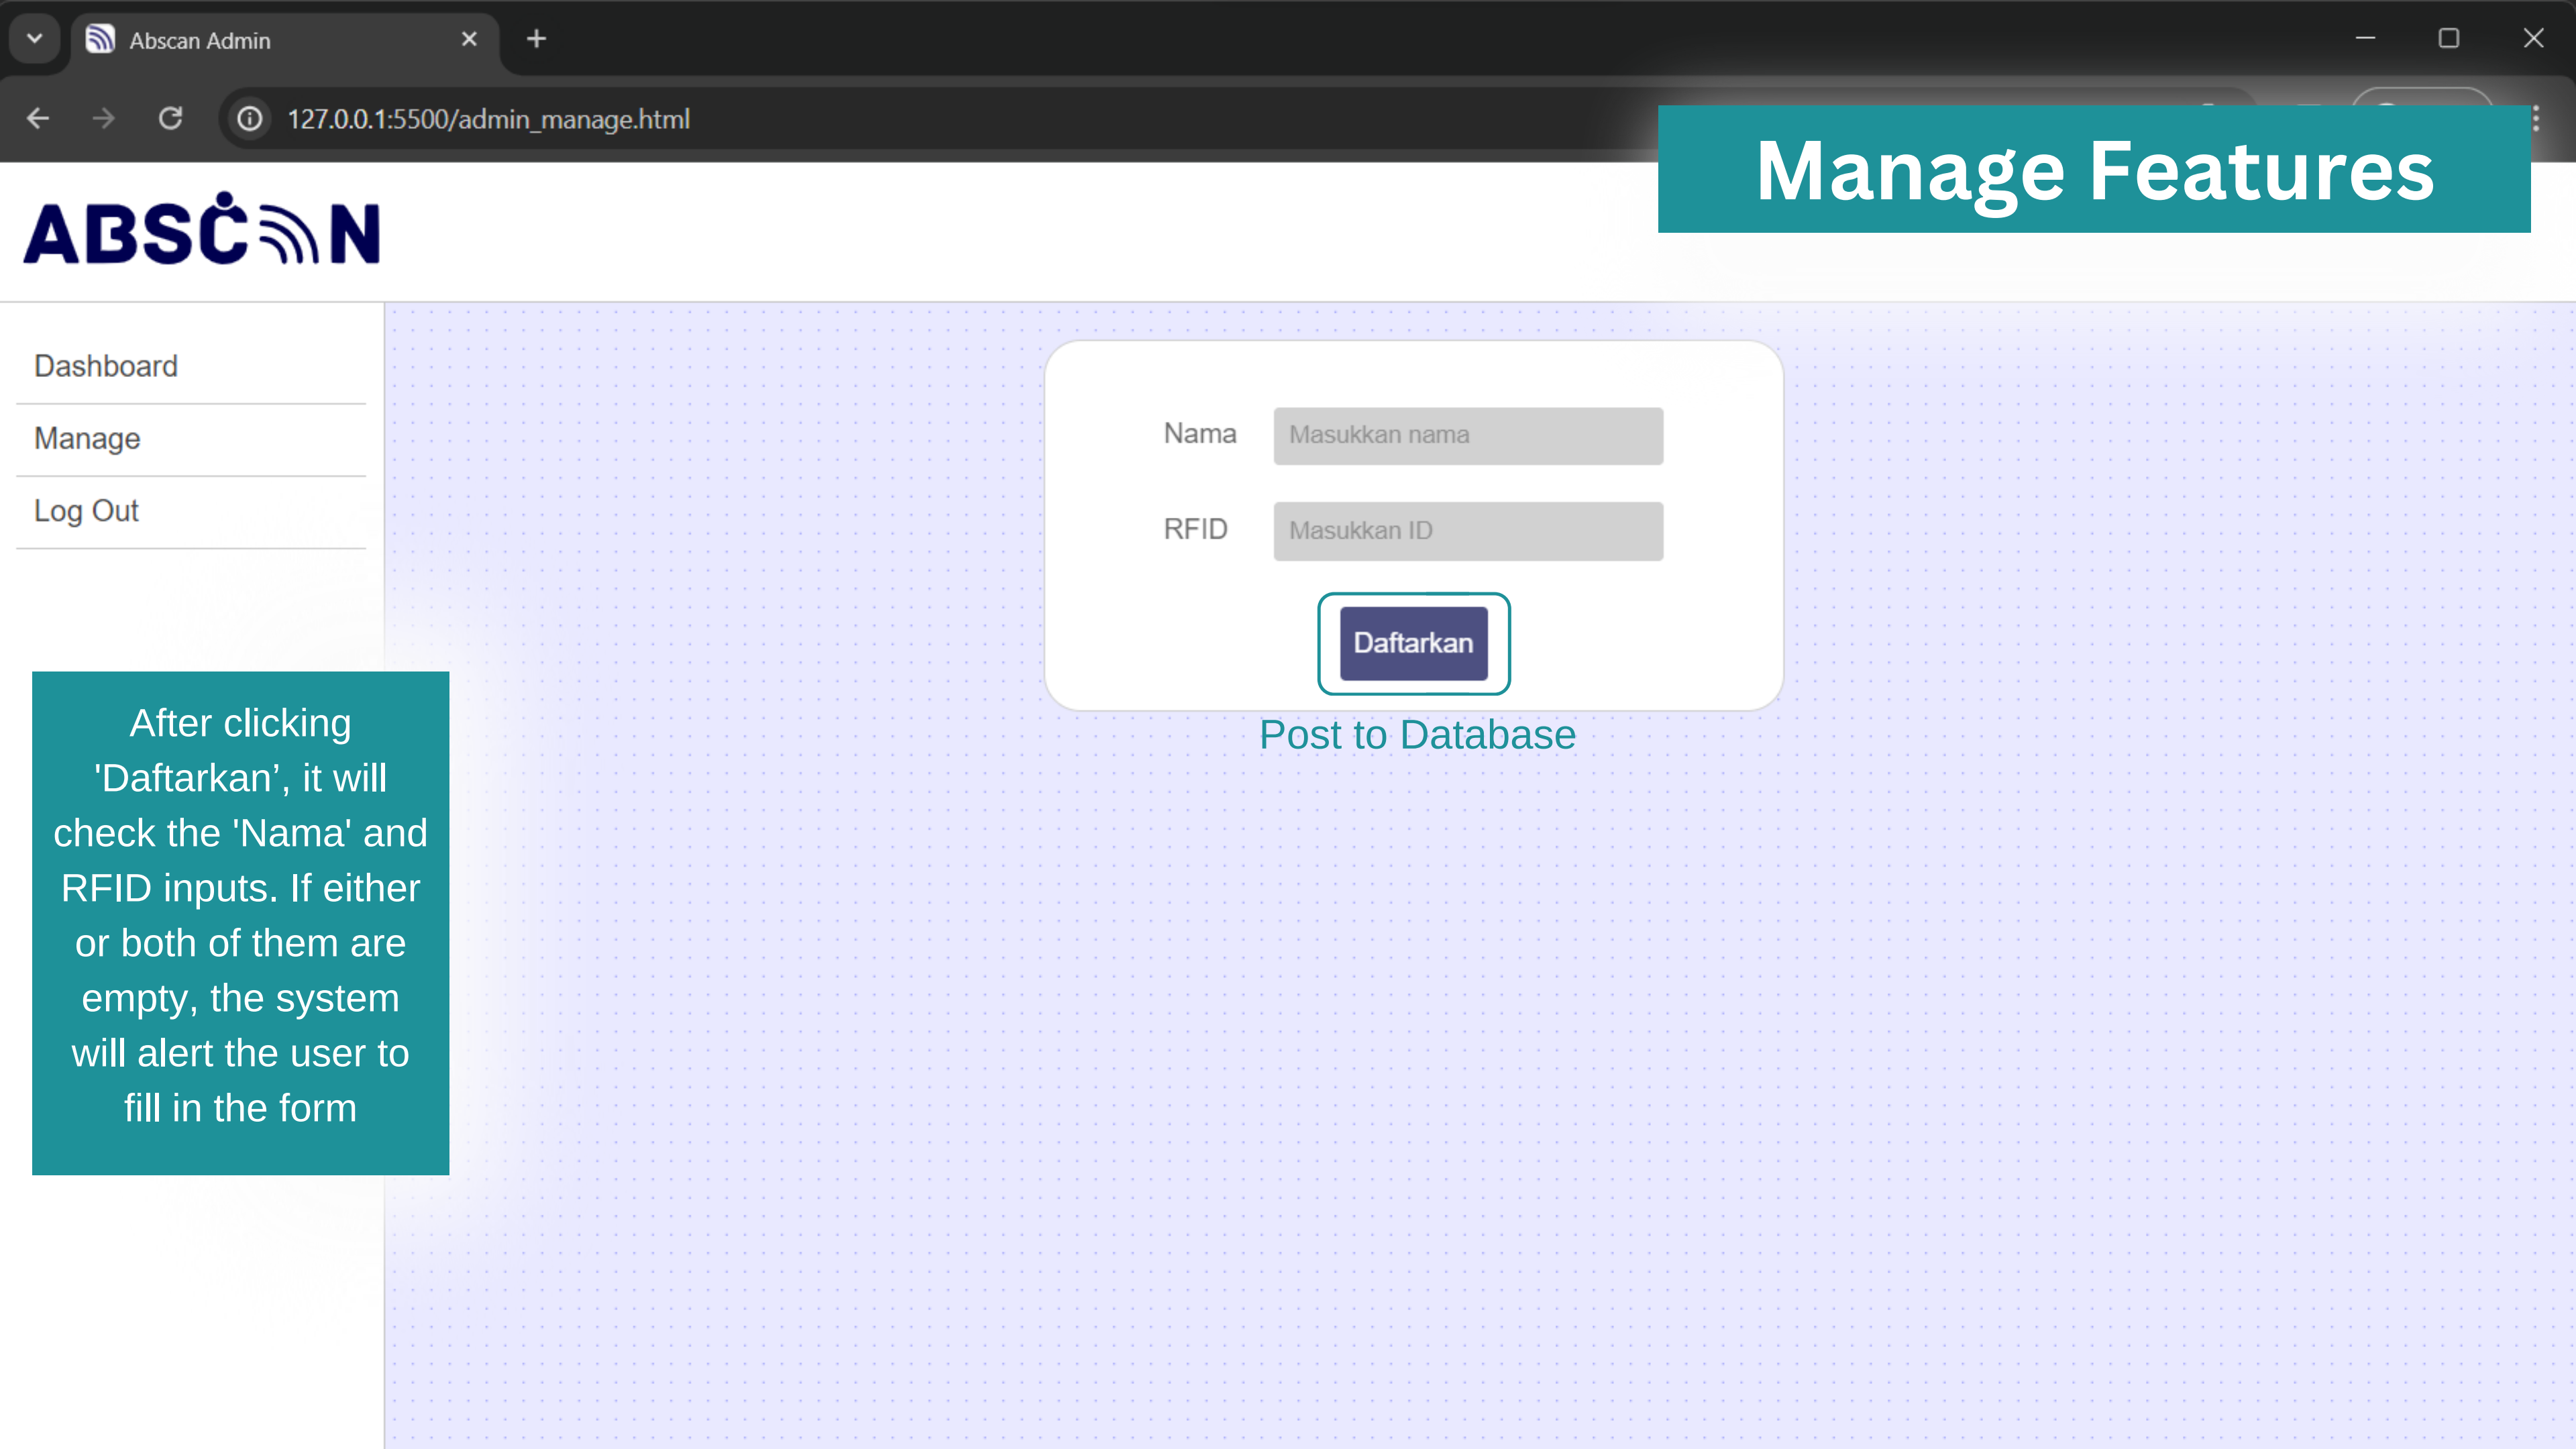 Abscan Admin
127.0.0.1:5500/admin_manage.html
Manage Features
ABSCAN
Dashboard
Manage
Log Out
Nama
Masukkan nama
RFID
Masukkan ID
Daftarkan
Post to Database
After clicking
'Daftarkan’, it will
check the 'Nama' and
RFID inputs. If either
or both of them are
empty, the system
will alert the user to
fill in the form